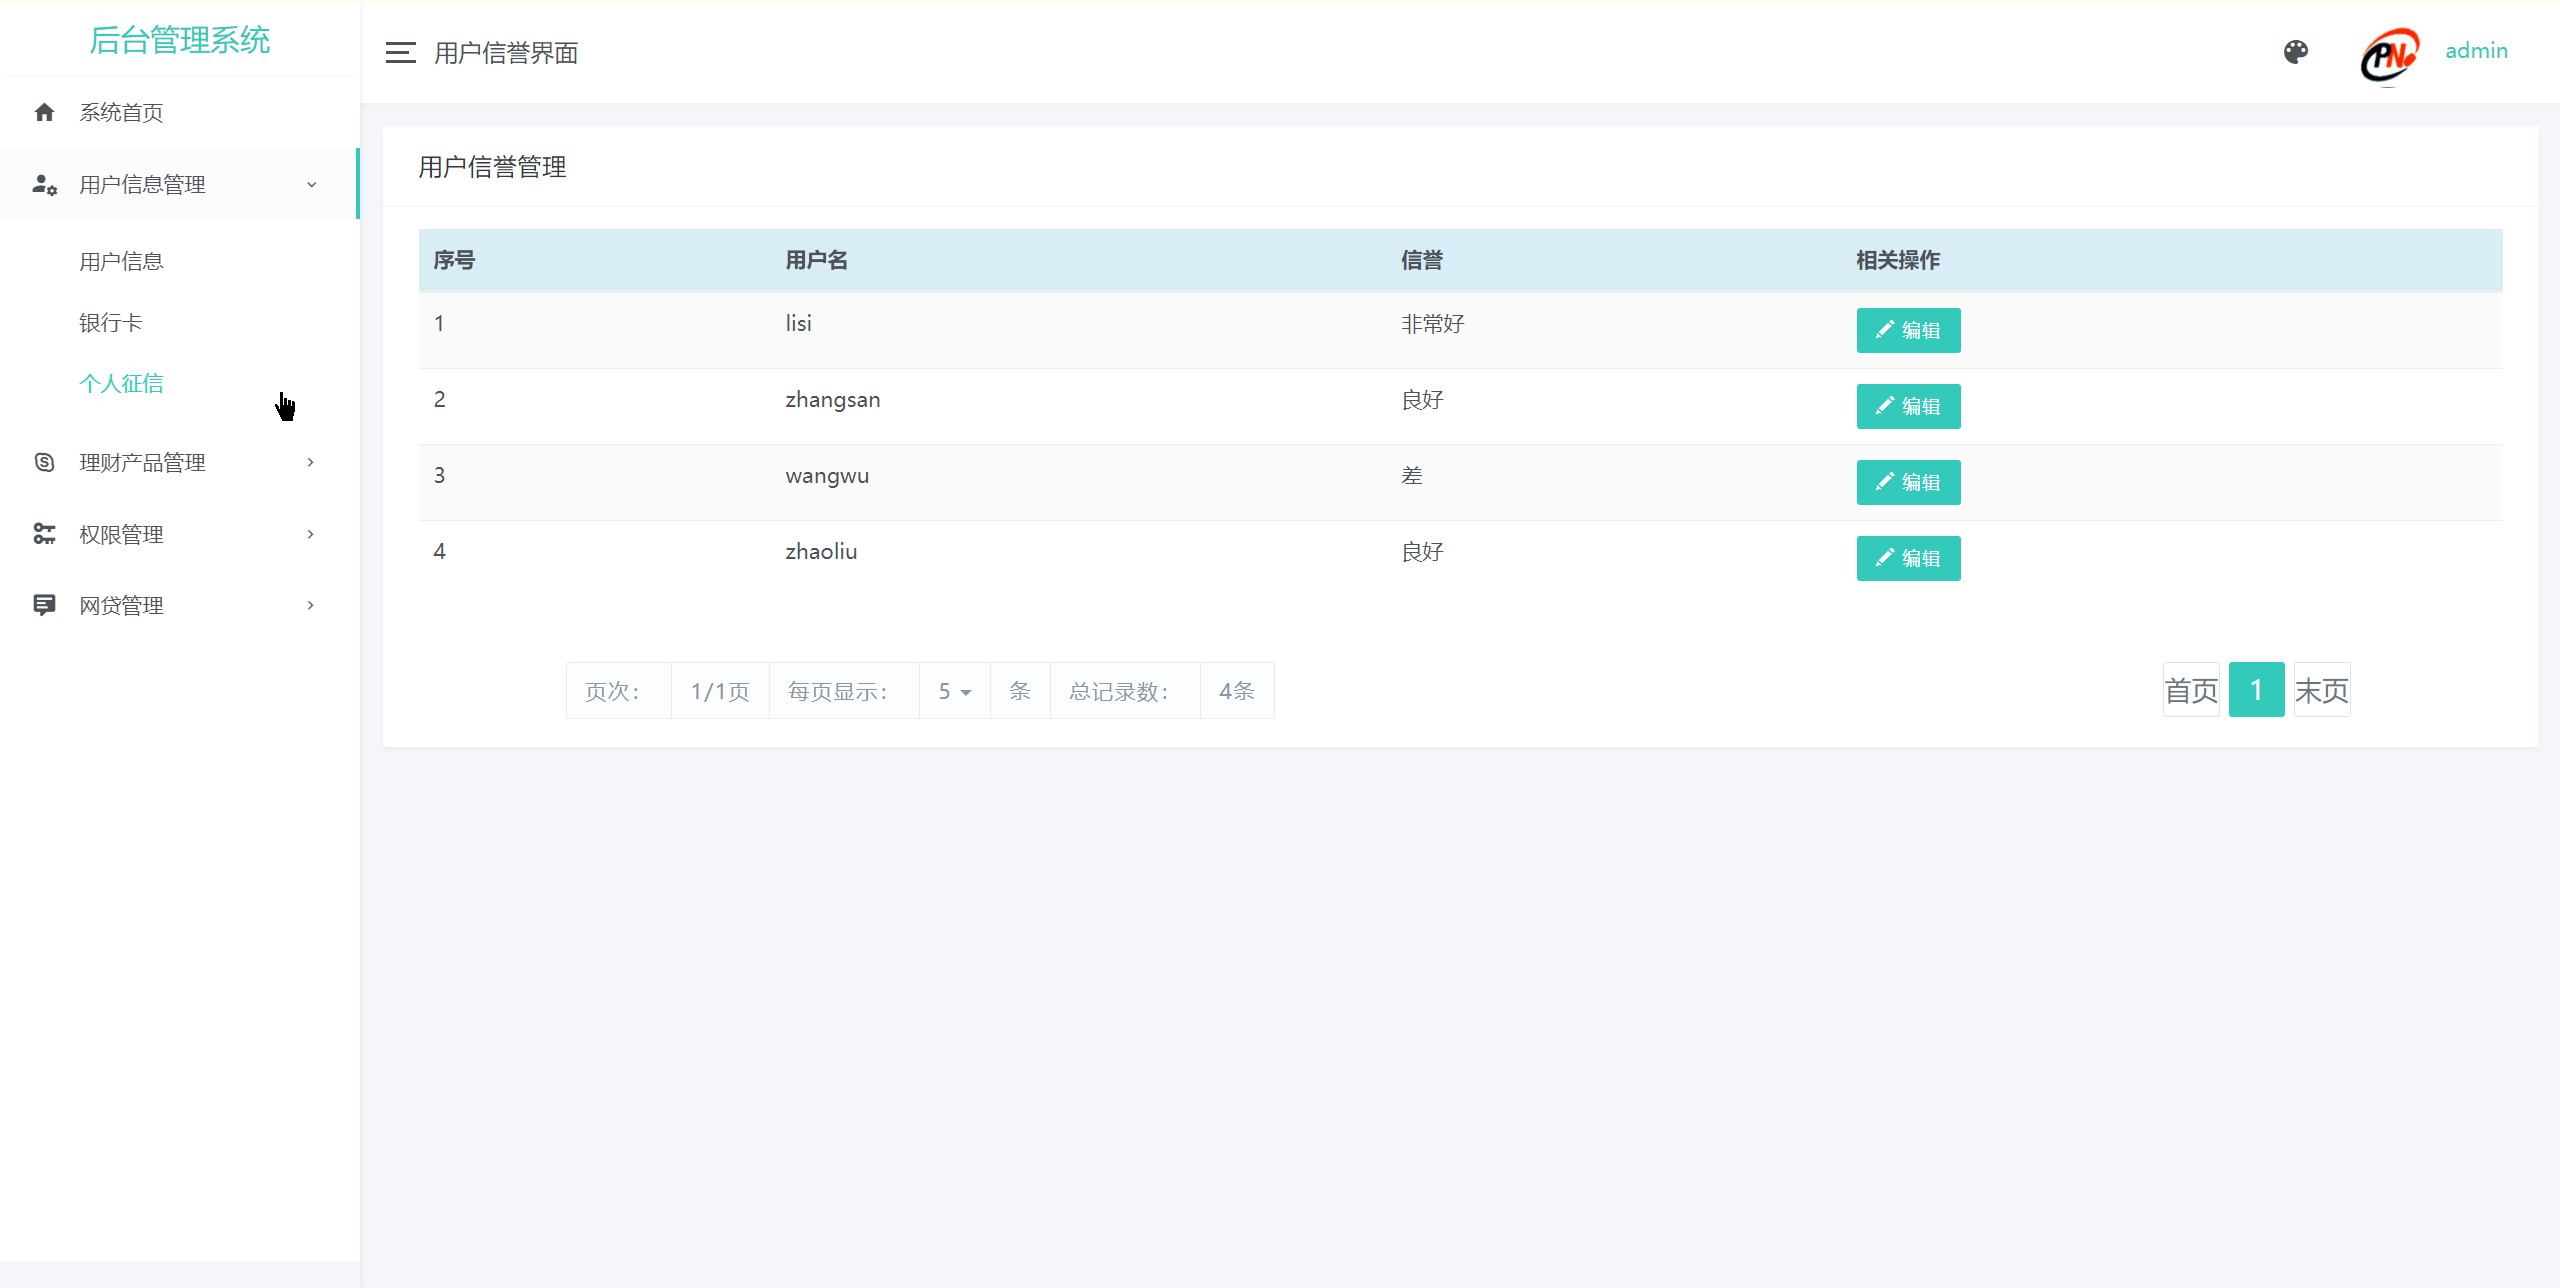 后台管理系统
用户信誉界面
admin
系统首页
用户信息管理
用户信息
银行卡
个人征信
理财产品管理
权限管理
网贷管理
用户信誉管理
序号 用户名 信誉 相关操作
1 lisi 非常好 编辑
2 zhangsan 良好 编辑
3 wangwu 差 编辑
4 zhaoliu 良好 编辑
页次： 1/1页 每页显示： 5 条 总记录数： 4条 首页 1 末页